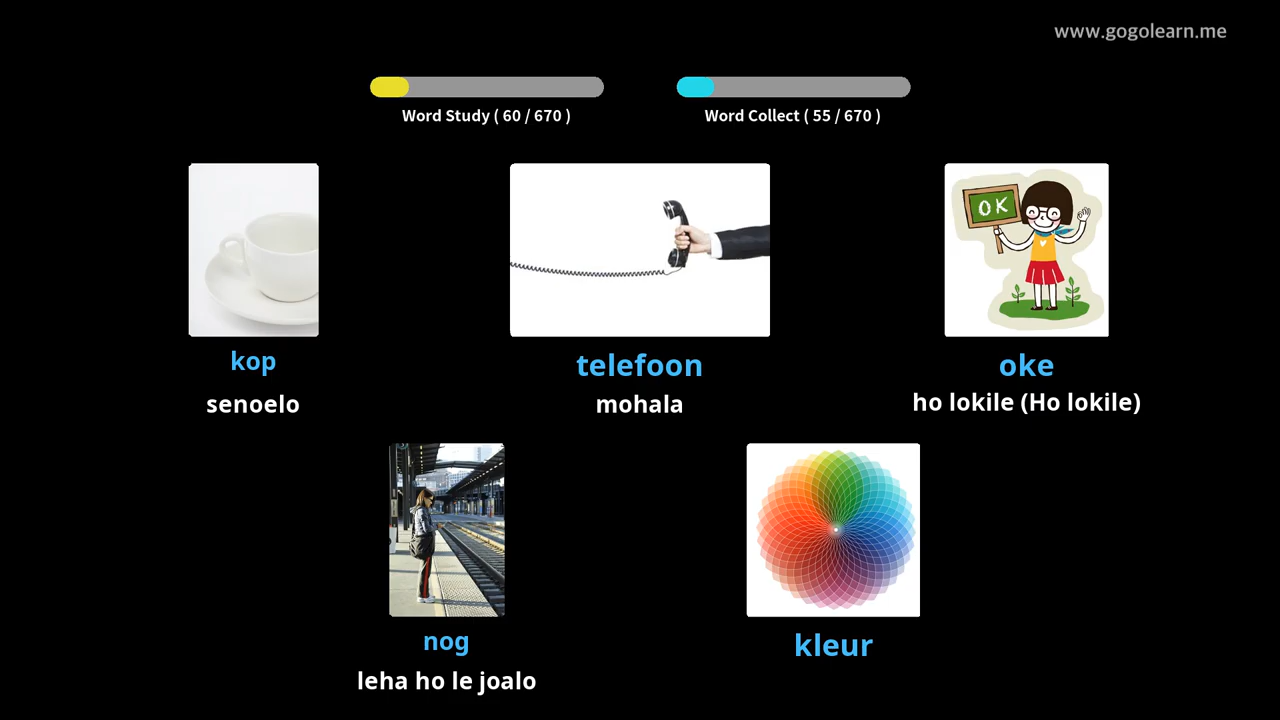 www.gogolearn.me
Word Study ( 60 / 670 )
Word Collect ( 55 / 670 )
OK
kop
telefoon
oke
senoelo
mohala
ho lokile (Ho lokile)
nog
kleur
leha ho le joalo